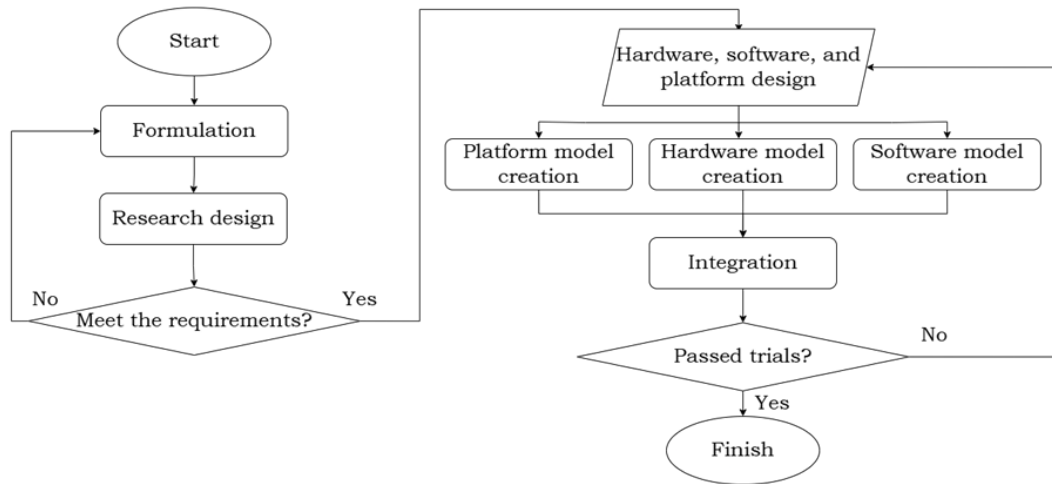 Start
Formulation
Research design
Meet the requirements?
No
Yes
Hardware, software, and
platform design
Platform model
creation
Hardware model
creation
Software model
creation
Integration
Passed trials?
No
Yes
Finish